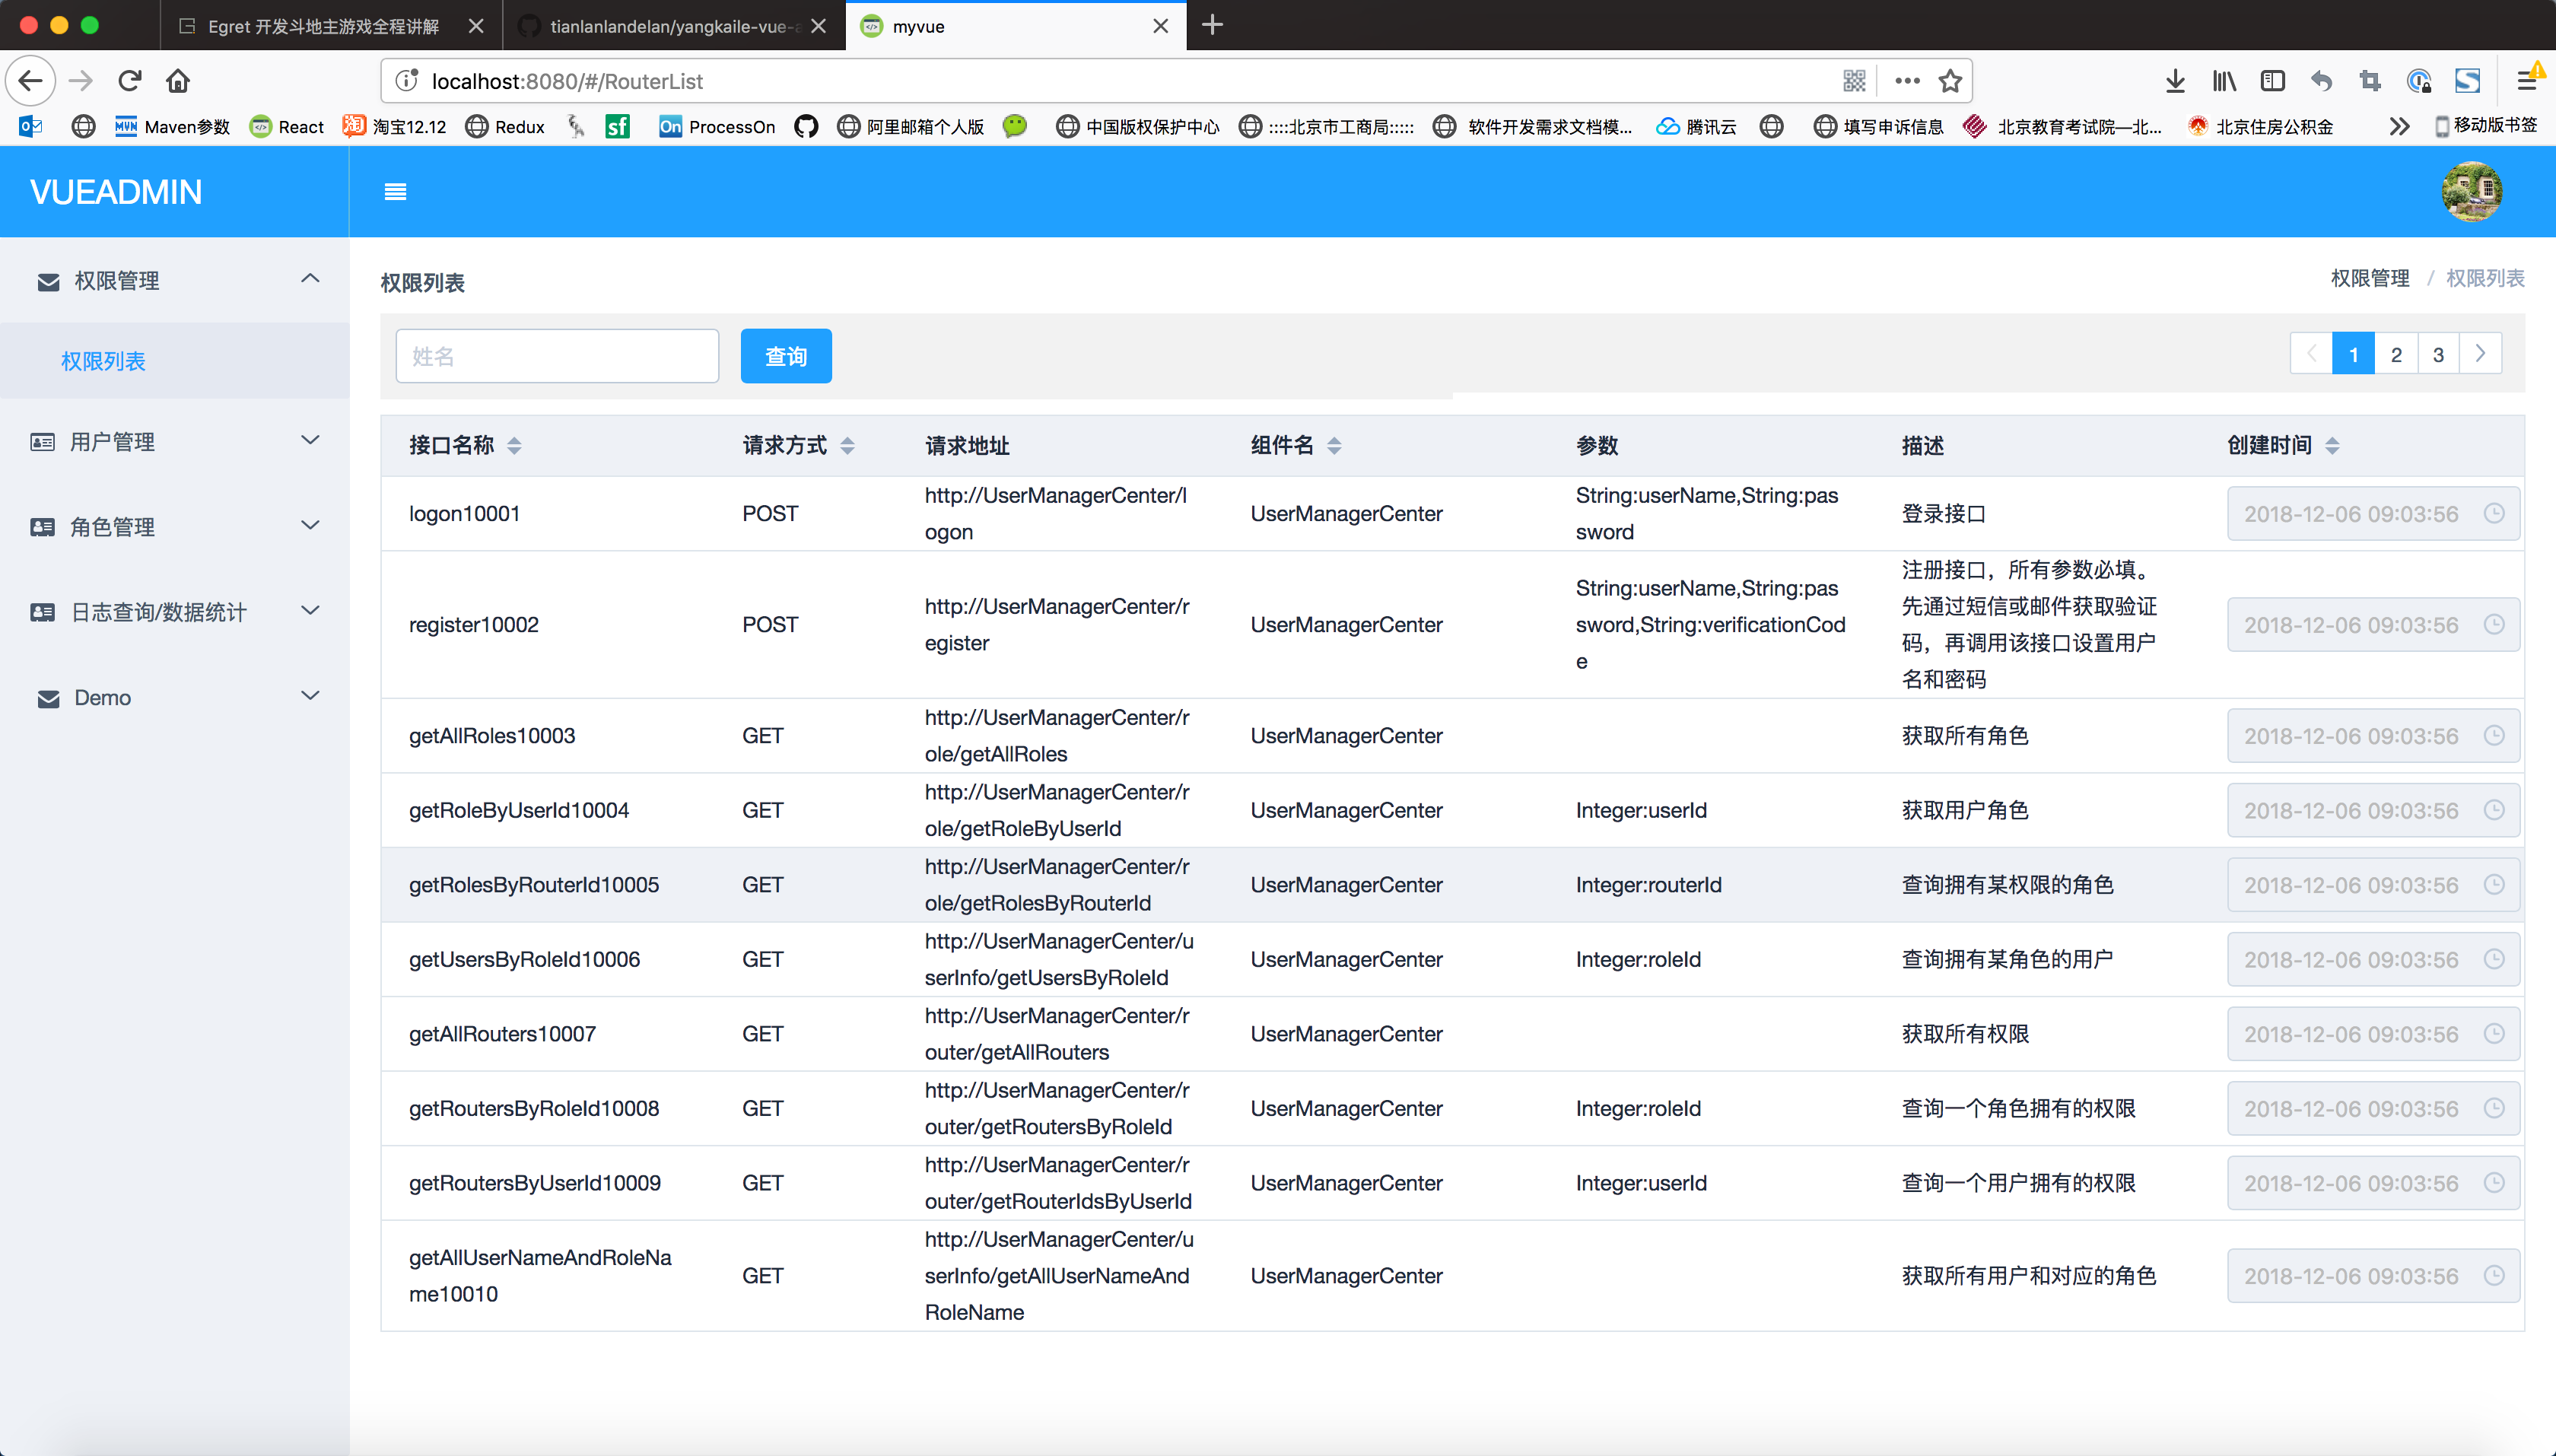 Egret 开发斗地主游戏全程讲解
tianlanlandelan/yangkaile-vue-a
myvue
localhost:8080/#/RouterList
Maven参数
React
淘宝12.12
Redux
ProcessOn
阿里邮箱个人版
中国版权保护中心
::::北京市工商局:::::
软件开发需求文档模...
腾讯云
填写申诉信息
北京教育考试院—北...
北京住房公积金
移动版书签
VUEADMIN
权限管理
权限列表
用户管理
角色管理
日志查询/数据统计
Demo
权限列表
权限管理 / 权限列表
姓名
查询
1 2 3
接口名称 请求方式 请求地址 组件名 参数 描述 创建时间
logon10001
POST
http://UserManagerCenter/l
ogon
UserManagerCenter
String:userName,String:pas
sword
登录接口
2018-12-06 09:03:56
register10002
POST
http://UserManagerCenter/r
egister
UserManagerCenter
String:userName,String:pas
sword,String:verificationCod
e
注册接口，所有参数必填。
先通过短信或邮件获取验证
码，再调用该接口设置用户
名和密码
2018-12-06 09:03:56
getAllRoles10003
GET
http://UserManagerCenter/r
ole/getAllRoles
UserManagerCenter
获取所有角色
2018-12-06 09:03:56
getRoleByUserId10004
GET
http://UserManagerCenter/r
ole/getRoleByUserId
UserManagerCenter
Integer:userId
获取用户角色
2018-12-06 09:03:56
getRolesByRouterId10005
GET
http://UserManagerCenter/r
ole/getRolesByRouterId
UserManagerCenter
Integer:routerId
查询拥有某权限的角色
2018-12-06 09:03:56
getUsersByRoleId10006
GET
http://UserManagerCenter/u
serInfo/getUsersByRoleId
UserManagerCenter
Integer:roleId
查询拥有某角色的用户
2018-12-06 09:03:56
getAllRouters10007
GET
http://UserManagerCenter/r
outer/getAllRouters
UserManagerCenter
获取所有权限
2018-12-06 09:03:56
getRoutersByRoleId10008
GET
http://UserManagerCenter/r
outer/getRoutersByRoleId
UserManagerCenter
Integer:roleId
查询一个角色拥有的权限
2018-12-06 09:03:56
getRoutersByUserId10009
GET
http://UserManagerCenter/r
outer/getRouterIdsByUserId
UserManagerCenter
Integer:userId
查询一个用户拥有的权限
2018-12-06 09:03:56
getAllUserNameAndRoleNa
me10010
GET
http://UserManagerCenter/u
serInfo/getAllUserNameAnd
RoleName
UserManagerCenter
获取所有用户和对应的角色
2018-12-06 09:03:56